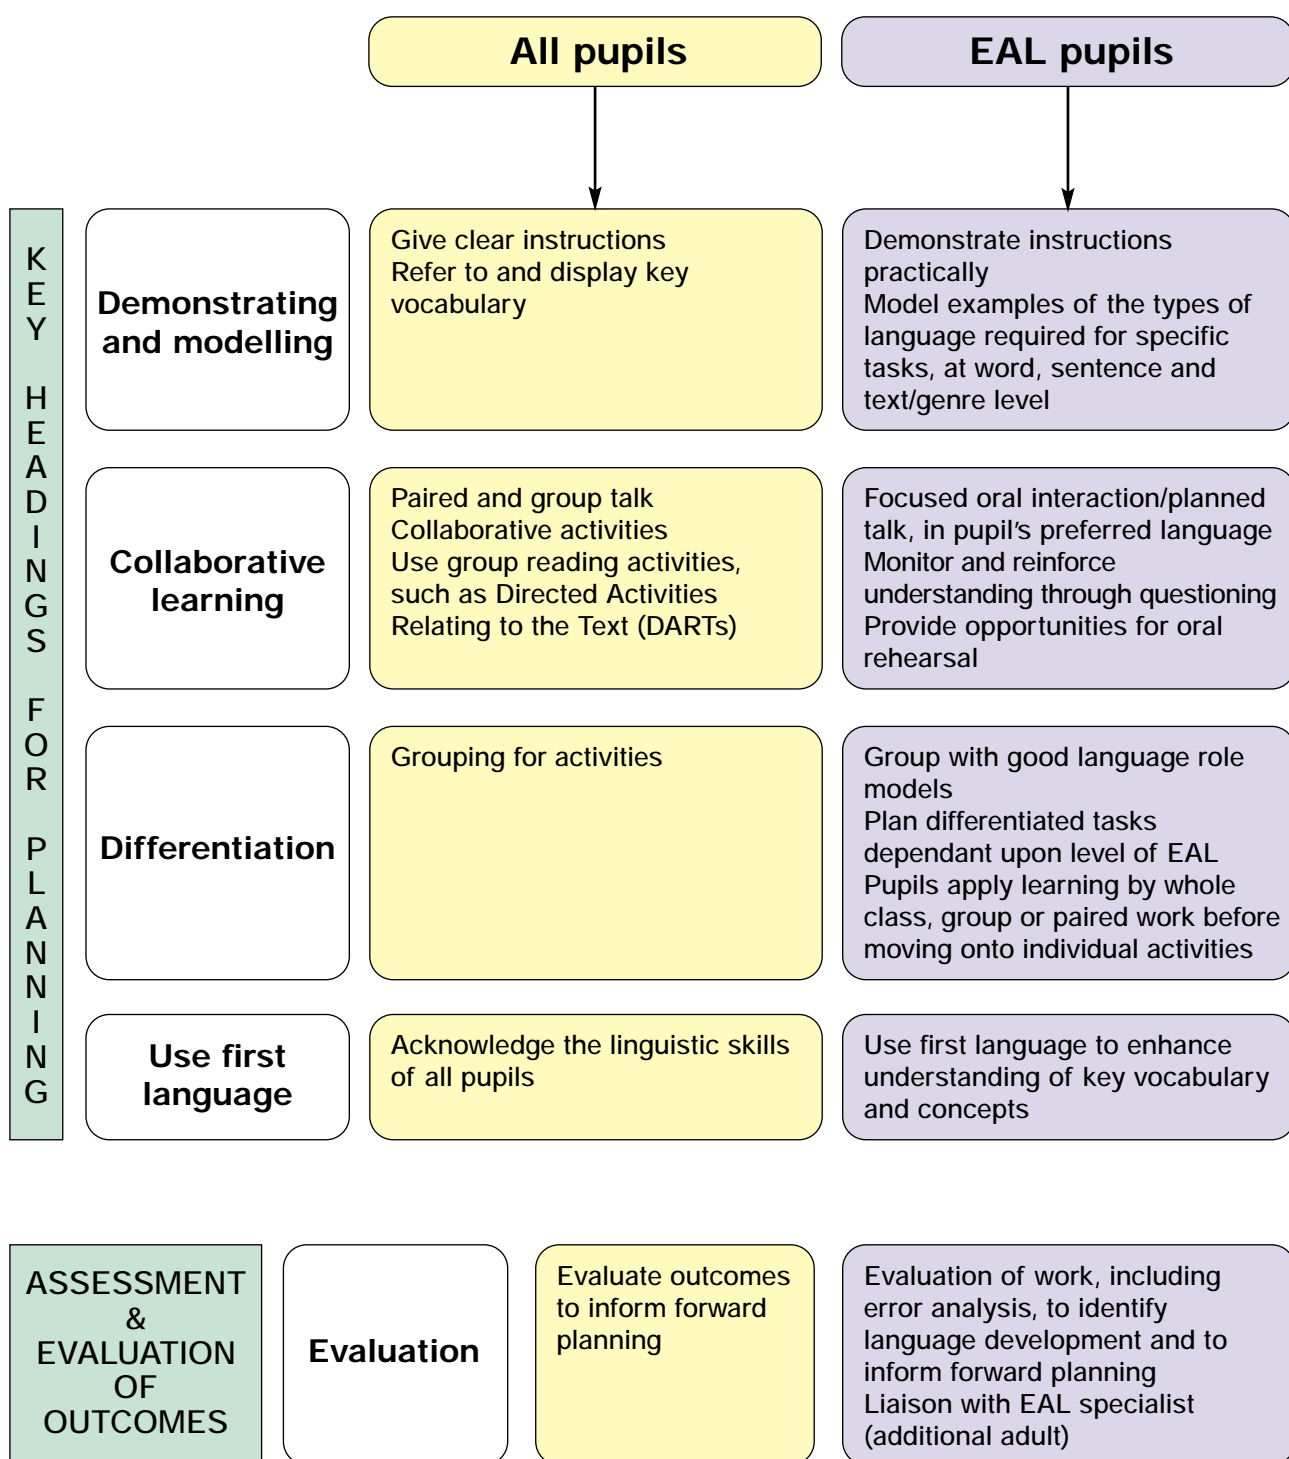 All pupils
EAL pupils
KEY HEADINGS FOR PLANNING
Demonstrating
and modelling
Give clear instructions
Refer to and display key
vocabulary
Demonstrate instructions
practically
Model examples of the types of
language required for specific
tasks, at word, sentence and
text/genre level
Collaborative
learning
Paired and group talk
Collaborative activities
Use group reading activities,
such as Directed Activities
Relating to the Text (DARTs)
Focused oral interaction/planned
talk, in pupil's preferred language
Monitor and reinforce
understanding through questioning
Provide opportunities for oral
rehearsal
Differentiation
Grouping for activities
Group with good language role
models
Plan differentiated tasks
dependant upon level of EAL
Pupils apply learning by whole
class, group or paired work before
moving onto individual activities
Use first
language
Acknowledge the linguistic skills
of all pupils
Use first language to enhance
understanding of key vocabulary
and concepts
ASSESSMENT
&
EVALUATION
OF
OUTCOMES
Evaluation
Evaluate outcomes
to inform forward
planning
Evaluation of work, including
error analysis, to identify
language development and to
inform forward planning
Liaison with EAL specialist
(additional adult)